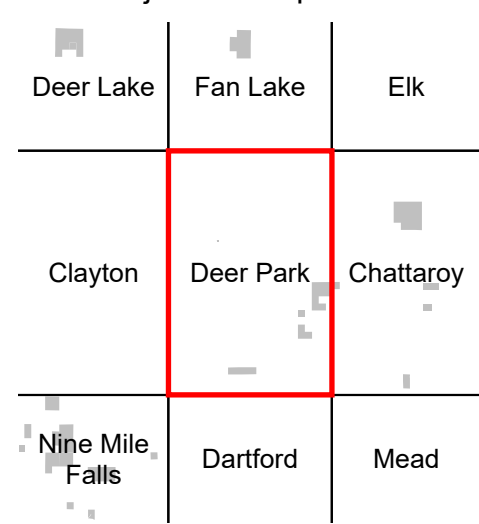 Deer Lake
Fan Lake
Elk
Clayton
Deer Park
Chattaroy
Nine Mile
Falls
Dartford
Mead